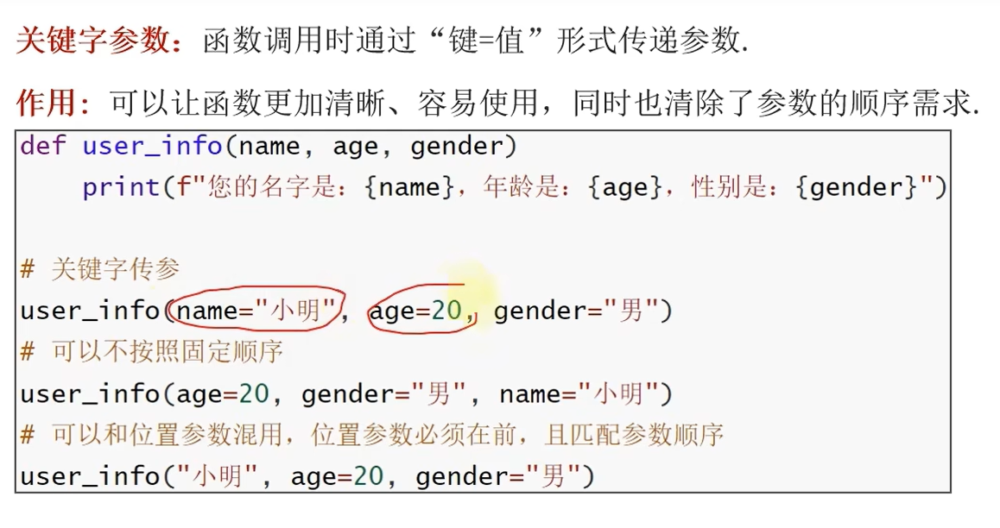 关键字参数：函数调用时通过“键=值”形式传递参数.
作用：可以让函数更加清晰、容易使用，同时也清除了参数的顺序需求.
def user_info(name, age, gender)
    print(f"您的名字是：{name}，年龄是：{age}，性别是：{gender}")
# 关键字传参
user_info(name="小明", age=20, gender="男")
# 可以不按照固定顺序
user_info(age=20, gender="男", name="小明")
# 可以和位置参数混用，位置参数必须在前，且匹配参数顺序
user_info("小明", age=20, gender="男")